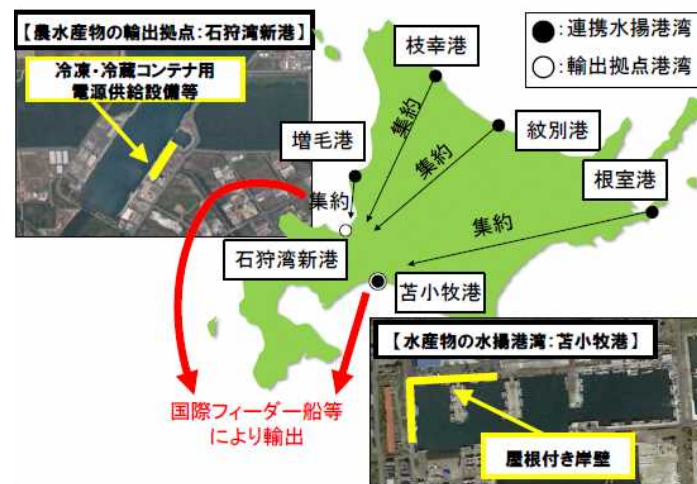 【農水産物の輸出拠点:石狩湾新港】
冷凍・冷蔵コンテナ用
電源供給設備等
●:連携水揚港湾
○:輸出拠点港湾
枝幸港
紋別港
増毛港
根室港
集約
集約
集約
集約
石狩湾新港
苫小牧港
【水産物の水揚港湾:苫小牧港】
国際フィーダー船等
により輸出
屋根付き岸壁